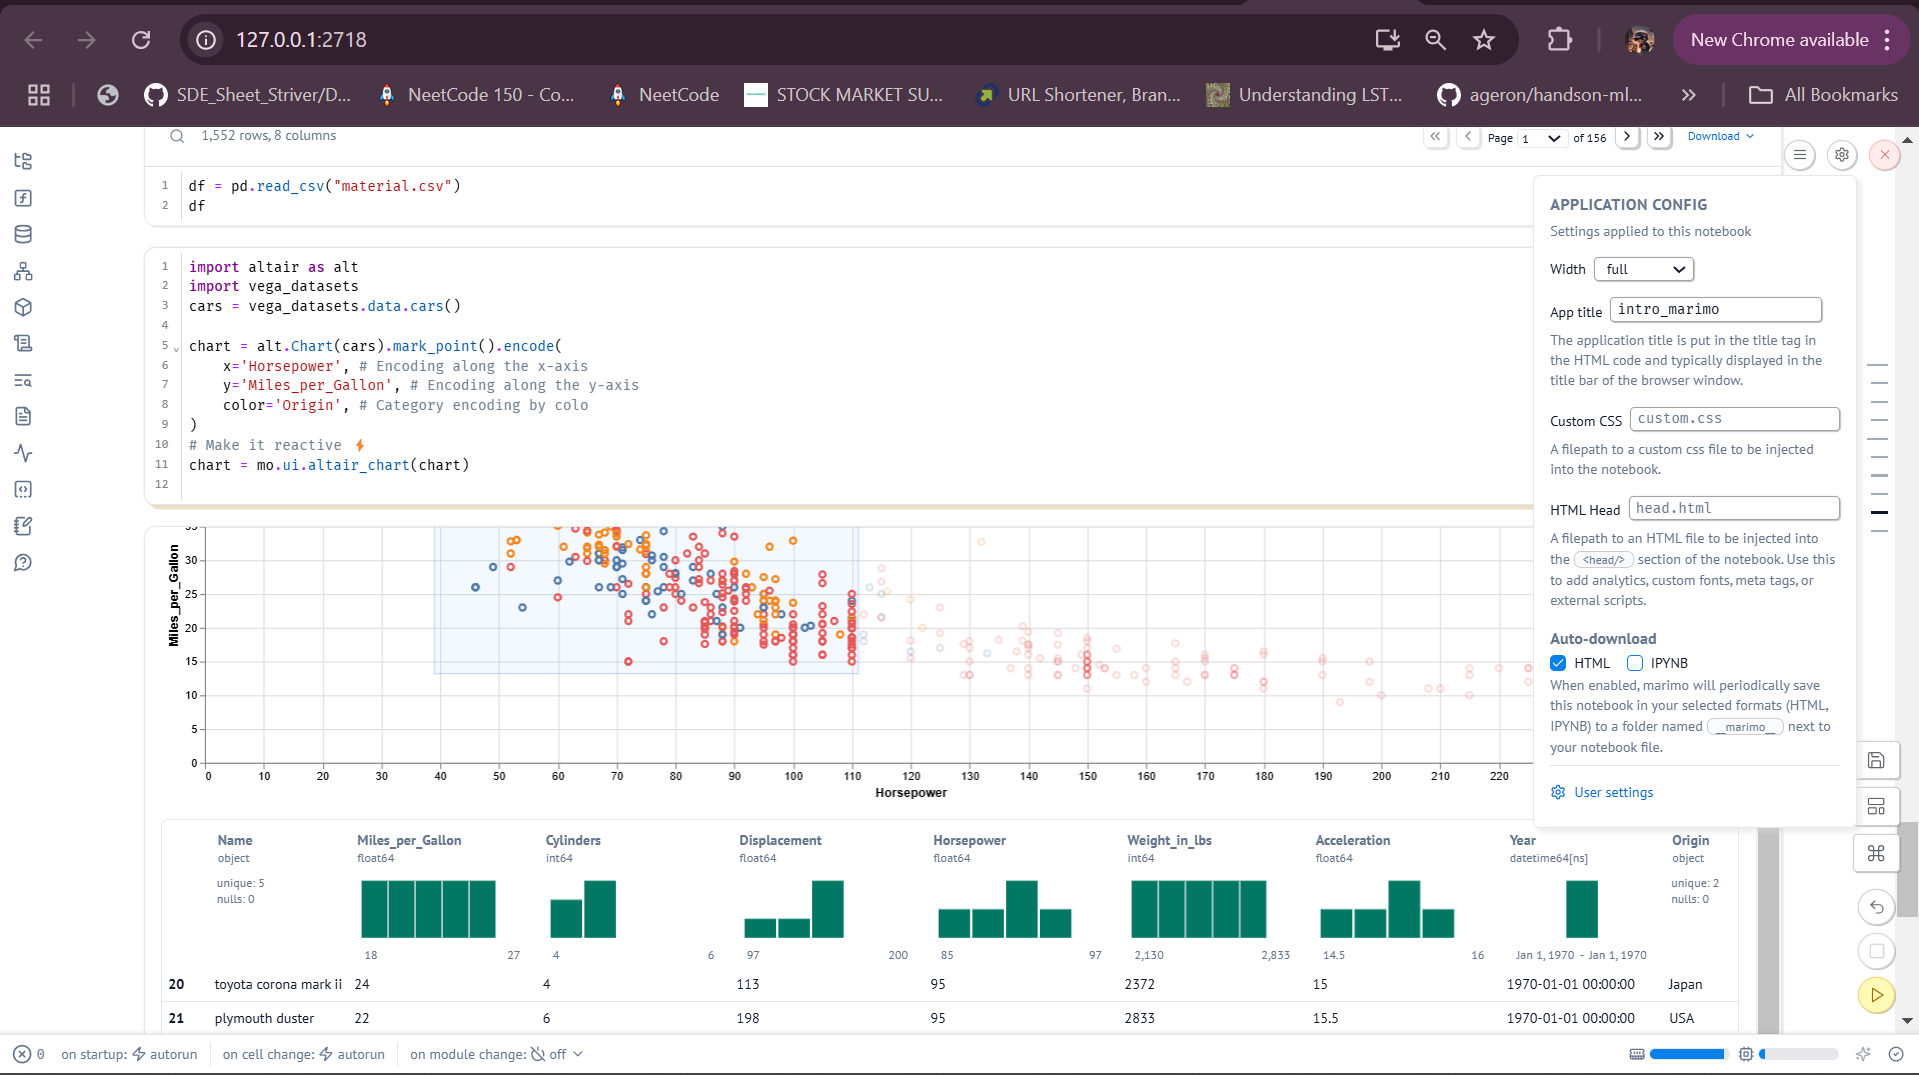 127.0.0.1:2718
New Chrome available
SDE_Sheet_Striver/D...
NeetCode 150 - Co...
NeetCode
STOCK MARKET SU...
URL Shortener, Bran...
Understanding LST...
ageron/handson-ml...
All Bookmarks
1,552 rows, 8 columns
Page 1 of 156
Download
1 df = pd.read_csv("material.csv")
2 df
1 import altair as alt
2 import vega_datasets
3 cars = vega_datasets.data.cars()
4
5 chart = alt.Chart(cars).mark_point().encode(
6 x='Horsepower', # Encoding along the x-axis
7 y='Miles_per_Gallon', # Encoding along the y-axis
8 color='Origin', # Category encoding by colo
9 )
10 # Make it reactive ⚡
11 chart = mo.ui.altair_chart(chart)
12
APPLICATION CONFIG
Settings applied to this notebook
Width full
App title intro_marimo
The application title is put in the title tag in
the HTML code and typically displayed in the
title bar of the browser window.
Custom CSS custom.css
A filepath to a custom css file to be injected
into the notebook.
HTML Head head.html
A filepath to an HTML file to be injected into
the <head/> section of the notebook. Use this
to add analytics, custom fonts, meta tags, or
external scripts.
Auto-download
HTML IPYNB
When enabled, marimo will periodically save
this notebook in your selected formats (HTML,
IPYNB) to a folder named __marimo__ next to
your notebook file.
User settings
Miles_per_Gallon
35
30
25
20
15
10
5
0
0 10 20 30 40 50 60 70 80 90 100 110 120 130 140 150 160 170 180 190 200 210 220
Horsepower
Name Miles_per_Gallon Cylinders Displacement Horsepower Weight_in_lbs Acceleration Year Origin
object float64 int64 float64 float64 int64 float64 datetime64[ns] object
unique: 5 unique: 2
nulls: 0 nulls: 0
18 27 4 6 97 200 85 97 2,130 2,833 14.5 16 Jan 1, 1970 - Jan 1, 1970
20 toyota corona mark ii 24 4 113 95 2372 15 1970-01-01 00:00:00 Japan
21 plymouth duster 22 6 198 95 2833 15.5 1970-01-01 00:00:00 USA
0 on startup: autorun on cell change: autorun on module change: off